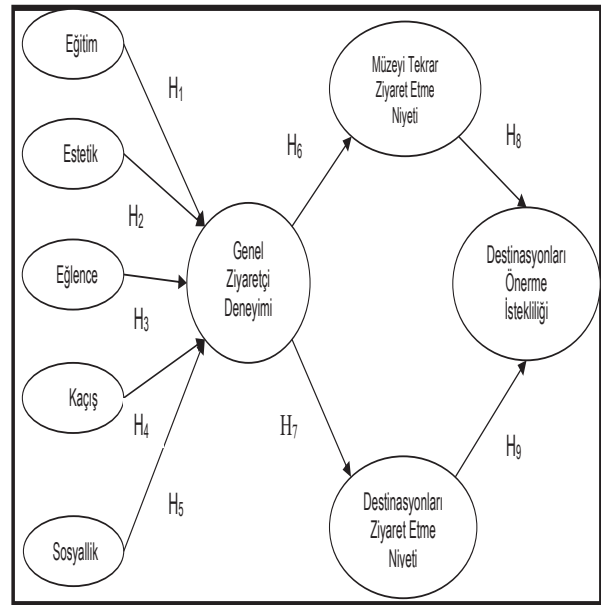 Eğitim
H1
Estetik
H2
Eğlence
H3
Kaçış
H4
Sosyallik
H5
Genel
Ziyaretçi
Deneyimi
H6
H7
Müzeyi Tekrar
Ziyaret Etme
Niyeti
H8
Destinasyonları
Ziyaret Etme
Niyeti
H9
Destinasyonları
Önerme
İstekliliği